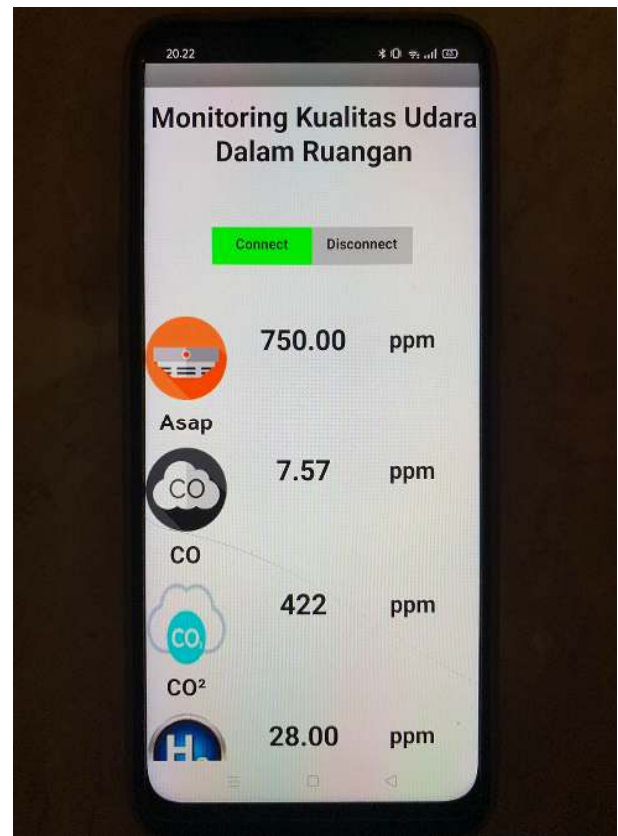 20.22
Monitoring Kualitas Udara
Dalam Ruangan
Connect Disconnect
750.00 ppm
Asap
CO
7.57 ppm
CO
CO₂
422 ppm
CO²
H
28.00 ppm